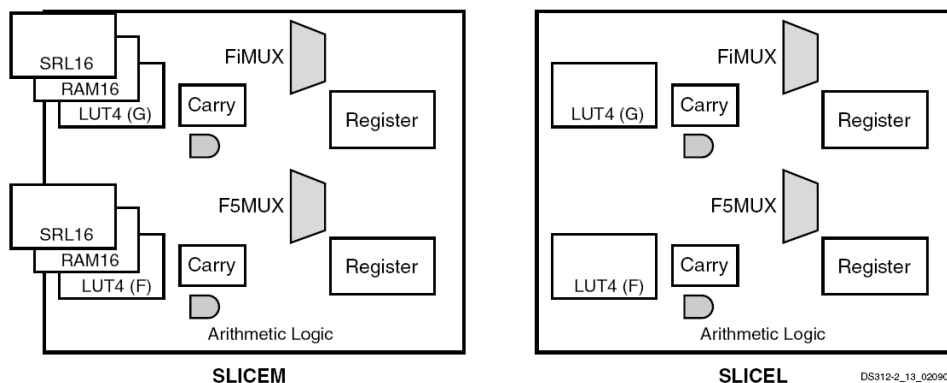 SRL16
RAM16
LUT4 (G)
Carry
FiMUX
Register
SRL16
RAM16
LUT4 (F)
Carry
F5MUX
Register
Arithmetic Logic
SLICEM
LUT4 (G)
Carry
FiMUX
Register
LUT4 (F)
Carry
F5MUX
Register
Arithmetic Logic
SLICEL